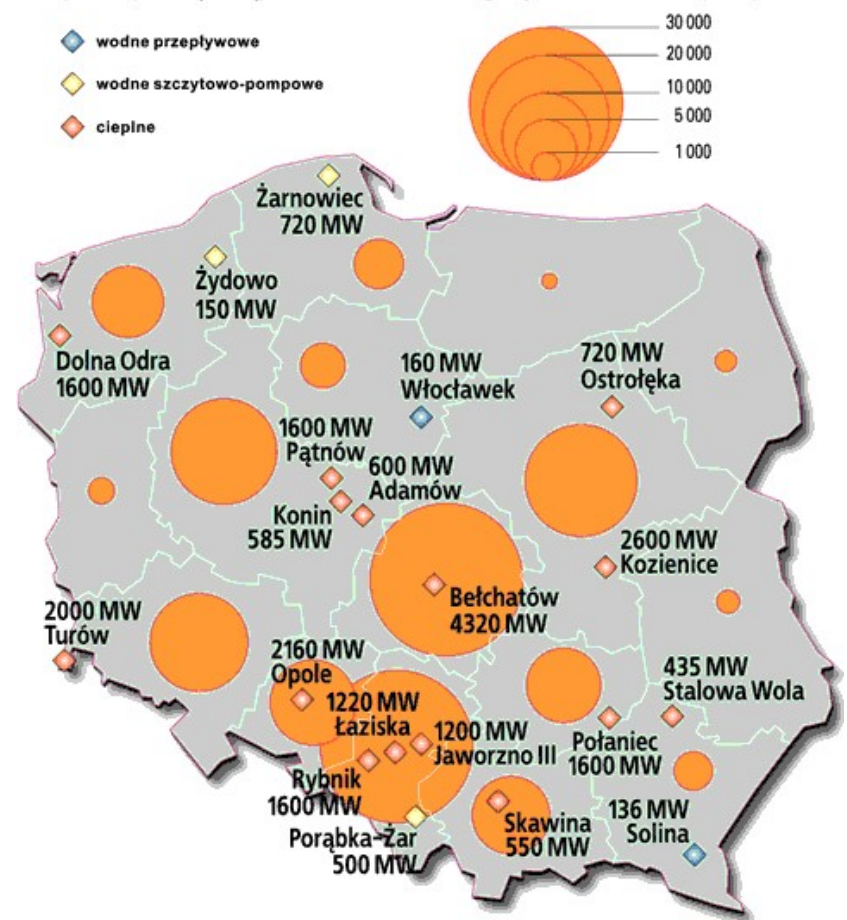 wodne przepływowe
wodne szczytowo-pompowe
cieplne
30 000
20 000
10 000
5 000
1 000
Żarnowiec
720 MW
Żydowo
150 MW
Dolna Odra
1600 MW
160 MW
Włocławek
720 MW
Ostrołęka
1600 MW
Pątnów
600 MW
Adamów
Konin
585 MW
2600 MW
Kozienice
Bełchatów
4320 MW
2000 MW
Turów
2160 MW
Opole
1220 MW
Łaziska
1200 MW
Jaworzno III
435 MW
Stalowa Wola
Połaniec
1600 MW
Rybnik
1600 MW
Porąbka-Żar
500 MW
Skawina
550 MW
136 MW
Solina